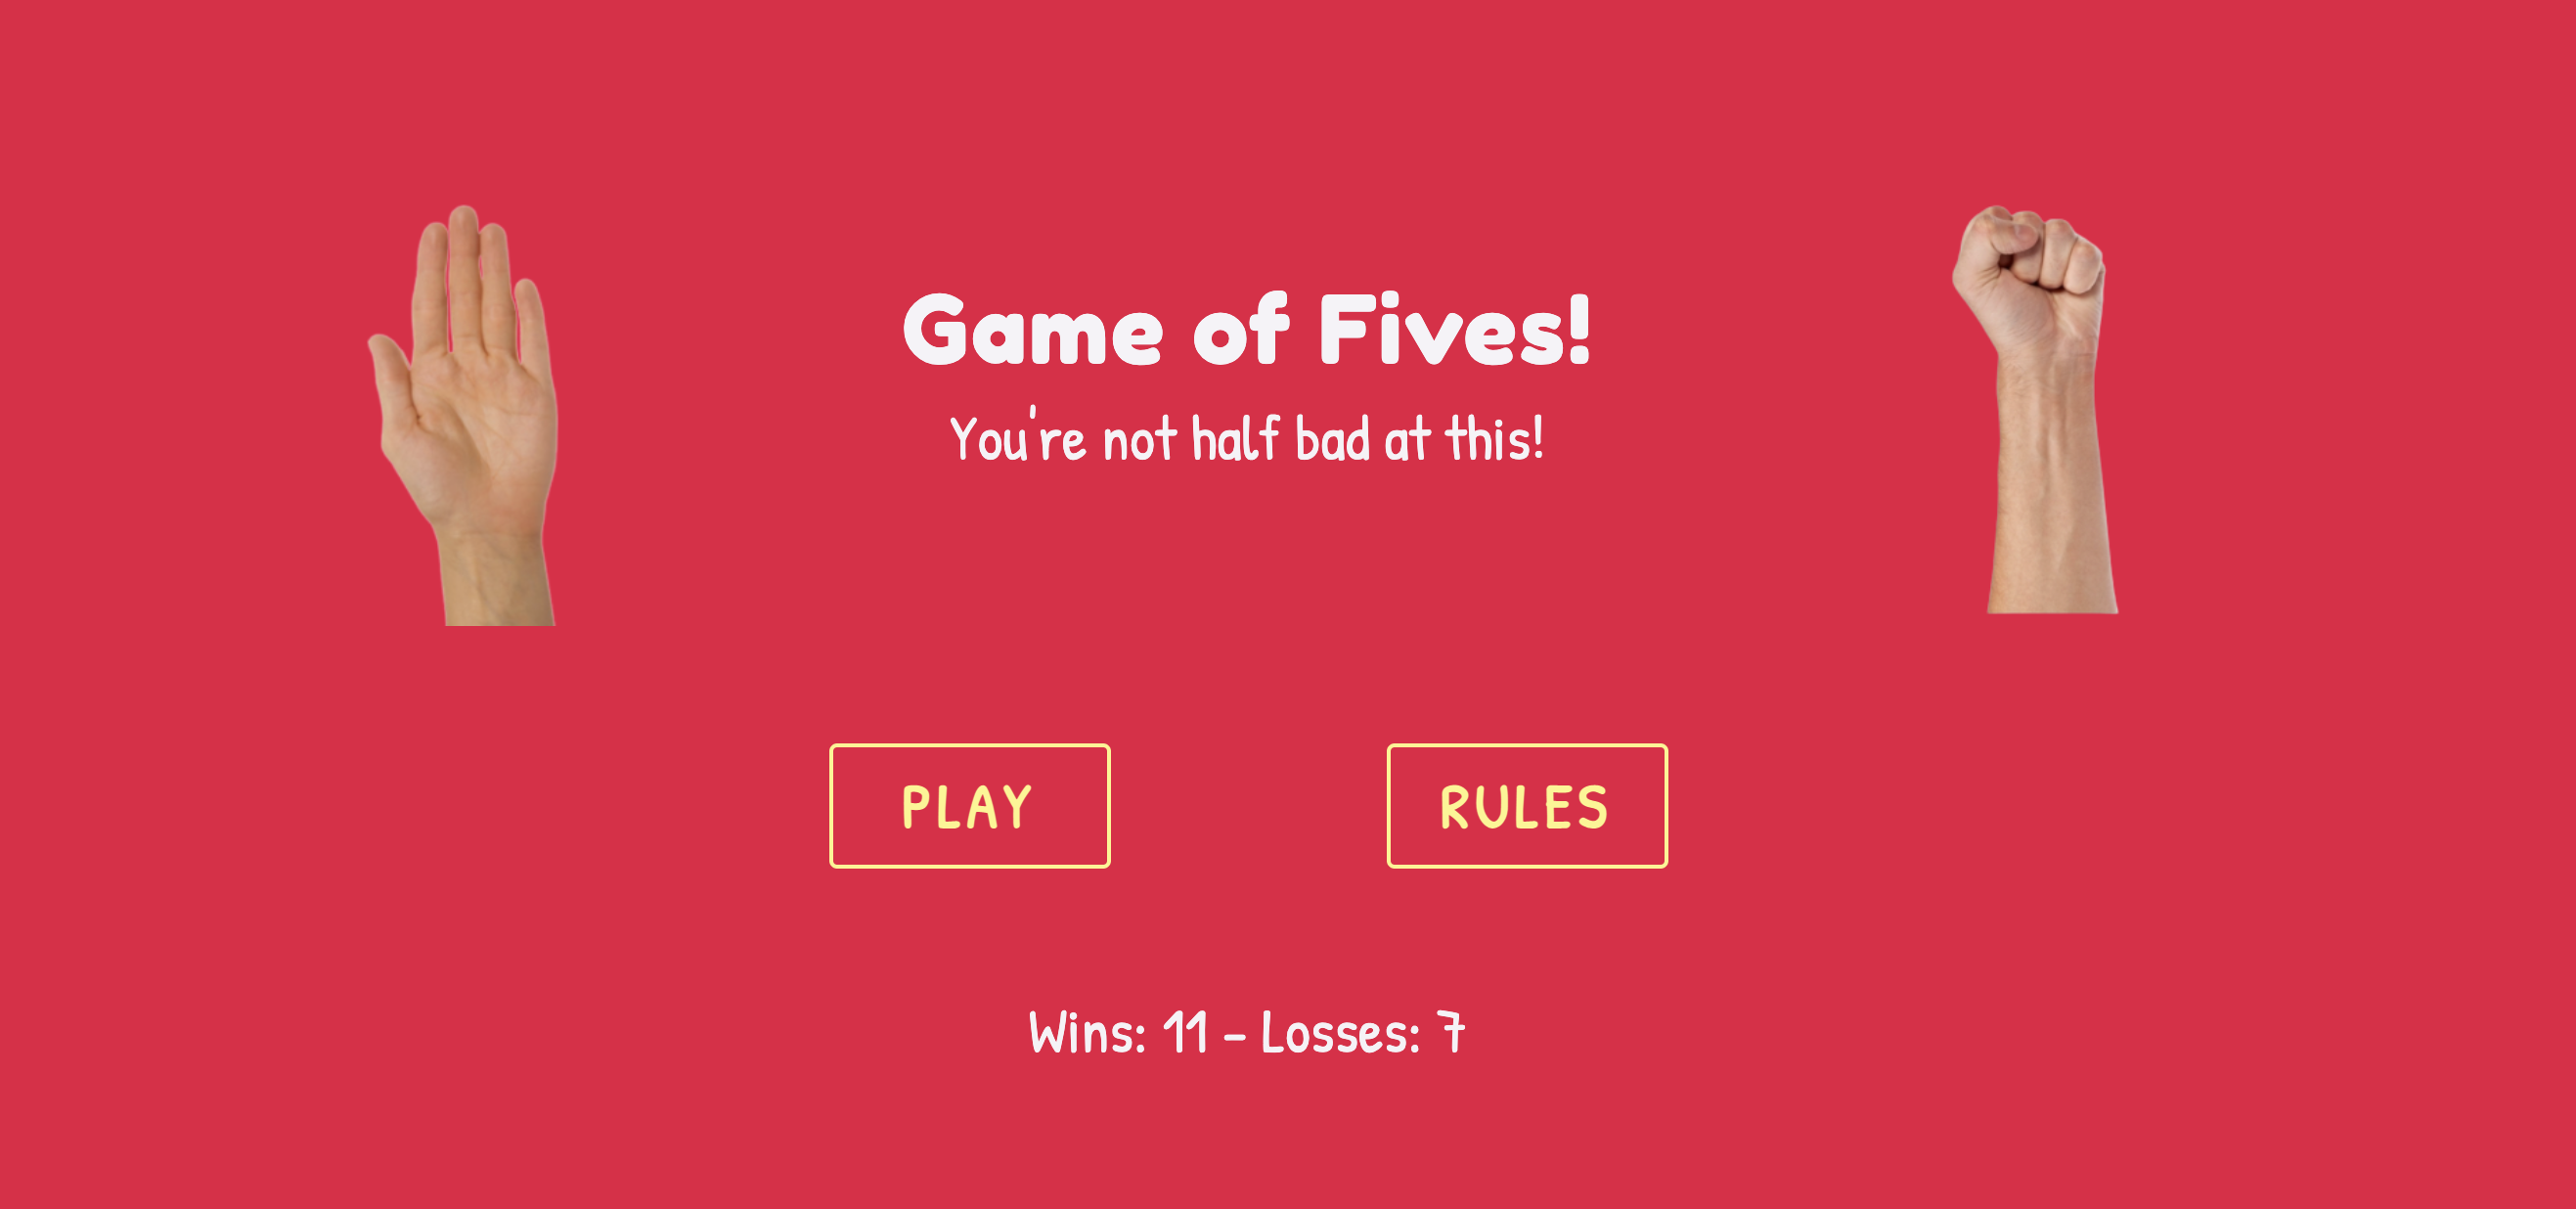 Game of Fives!
You're not half bad at this!
PLAY
RULES
Wins: 11 - Losses: 7